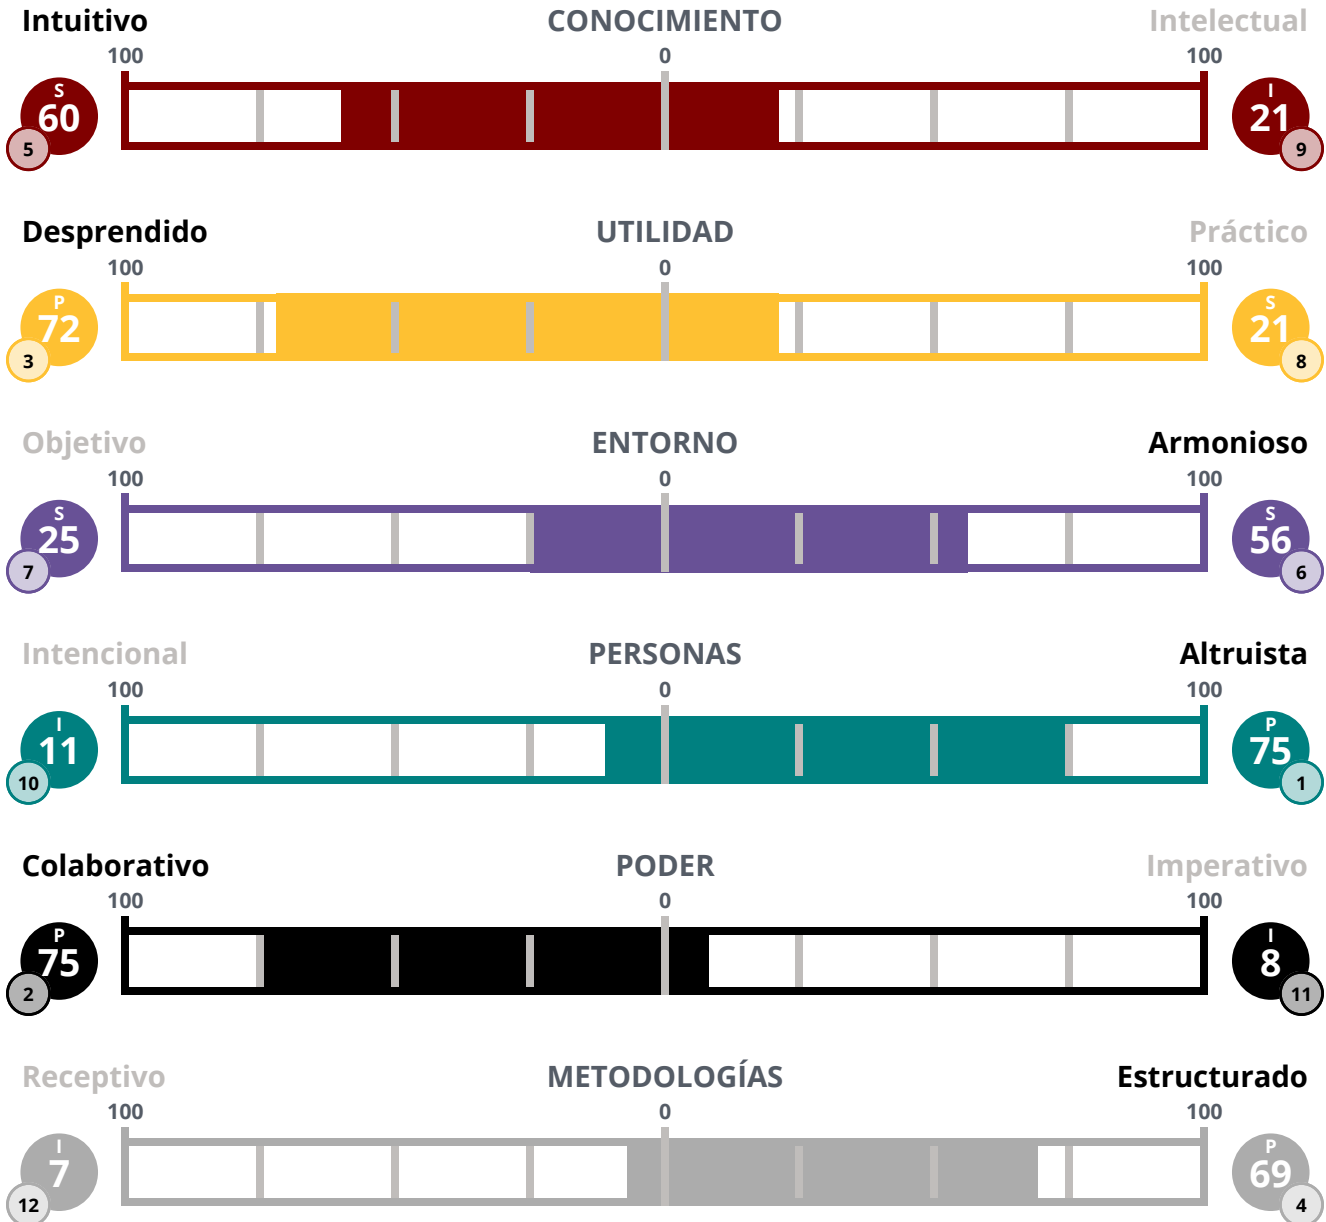 Intuitivo CONOCIMIENTO Intelectual
100 0 100
S I
60 21
5 9
Desprendido UTILIDAD Práctico
100 0 100
P S
72 21
3 8
Objetivo ENTORNO Armonioso
100 0 100
S S
25 56
7 6
Intencional PERSONAS Altruista
100 0 100
I P
11 75
10 1
Colaborativo PODER Imperativo
100 0 100
P I
75 8
2 11
Receptivo METODOLOGÍAS Estructurado
100 0 100
I P
7 69
12 4